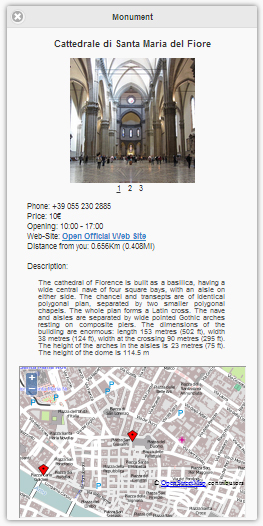 Monument
Cattedrale di Santa Maria del Fiore
1 2 3
Phone: +39 055 230 2885
Price: 10€
Opening: 10:00 - 17:00
Web-Site: Open Official Web Site
Distance from you: 0.656Km (0.408MI)
Description:
The cathedral of Florence is built as a basilica, having a
wide central nave of four square bays, with an aisle on
either side. The chancel and transepts are of identical
polygonal plan, separated by two smaller polygonal
chapels. The whole plan forms a Latin cross. The nave
and aisles are separated by wide pointed Gothic arches
resting on composite piers. The dimensions of the
building are enormous: length 153 metres (502 ft), width
38 metres (124 ft), width at the crossing 90 metres (295 ft).
The height of the arches in the aisles is 23 metres (75 ft).
The height of the dome is 114.5 m
+
-
© OpenStreetMap contributors